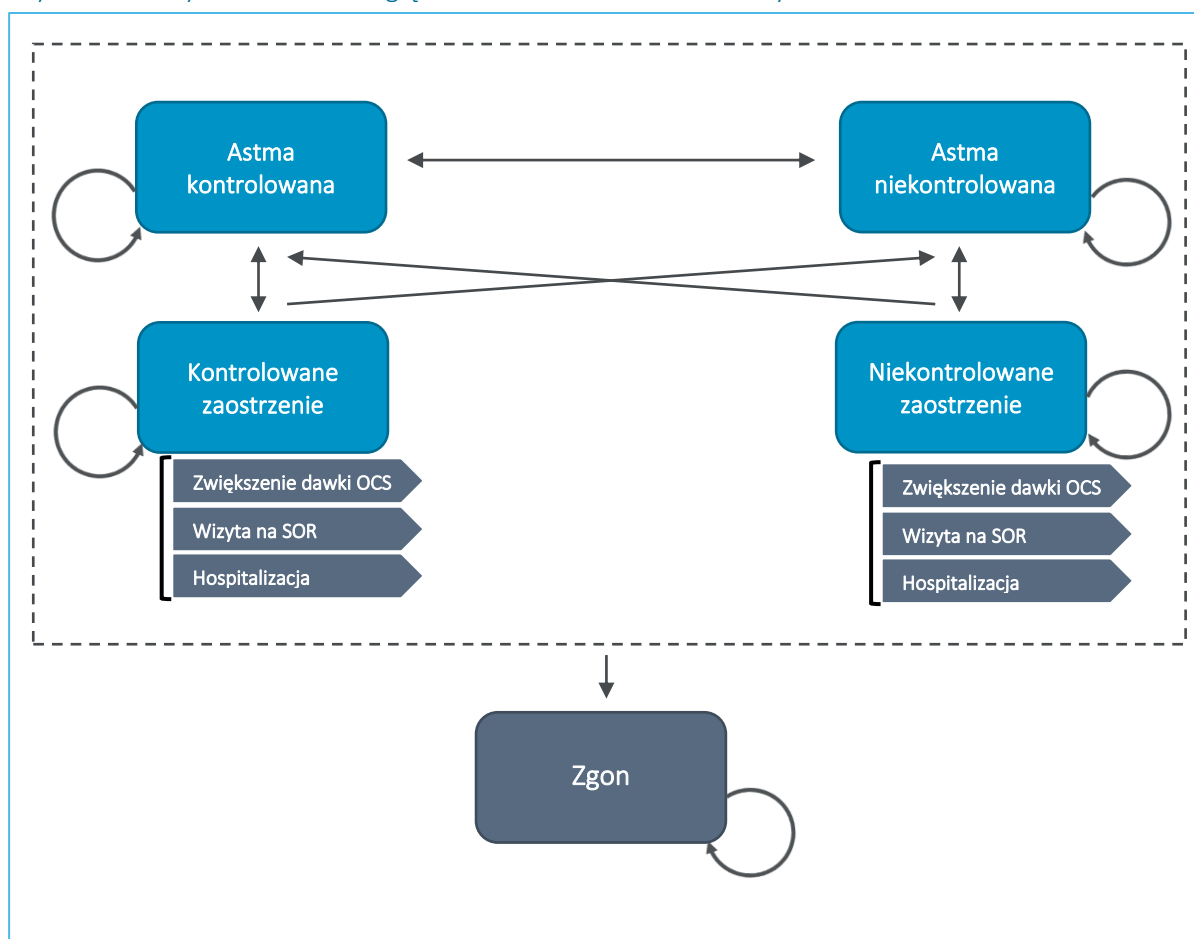 Astma
kontrolowana
Astma
niekontrolowana
Kontrolowane
zaostrzenie
Niekontrolowane
zaostrzenie
Zwiększenie dawki OCS
Wizyta na SOR
Hospitalizacja
Zwiększenie dawki OCS
Wizyta na SOR
Hospitalizacja
Zgon